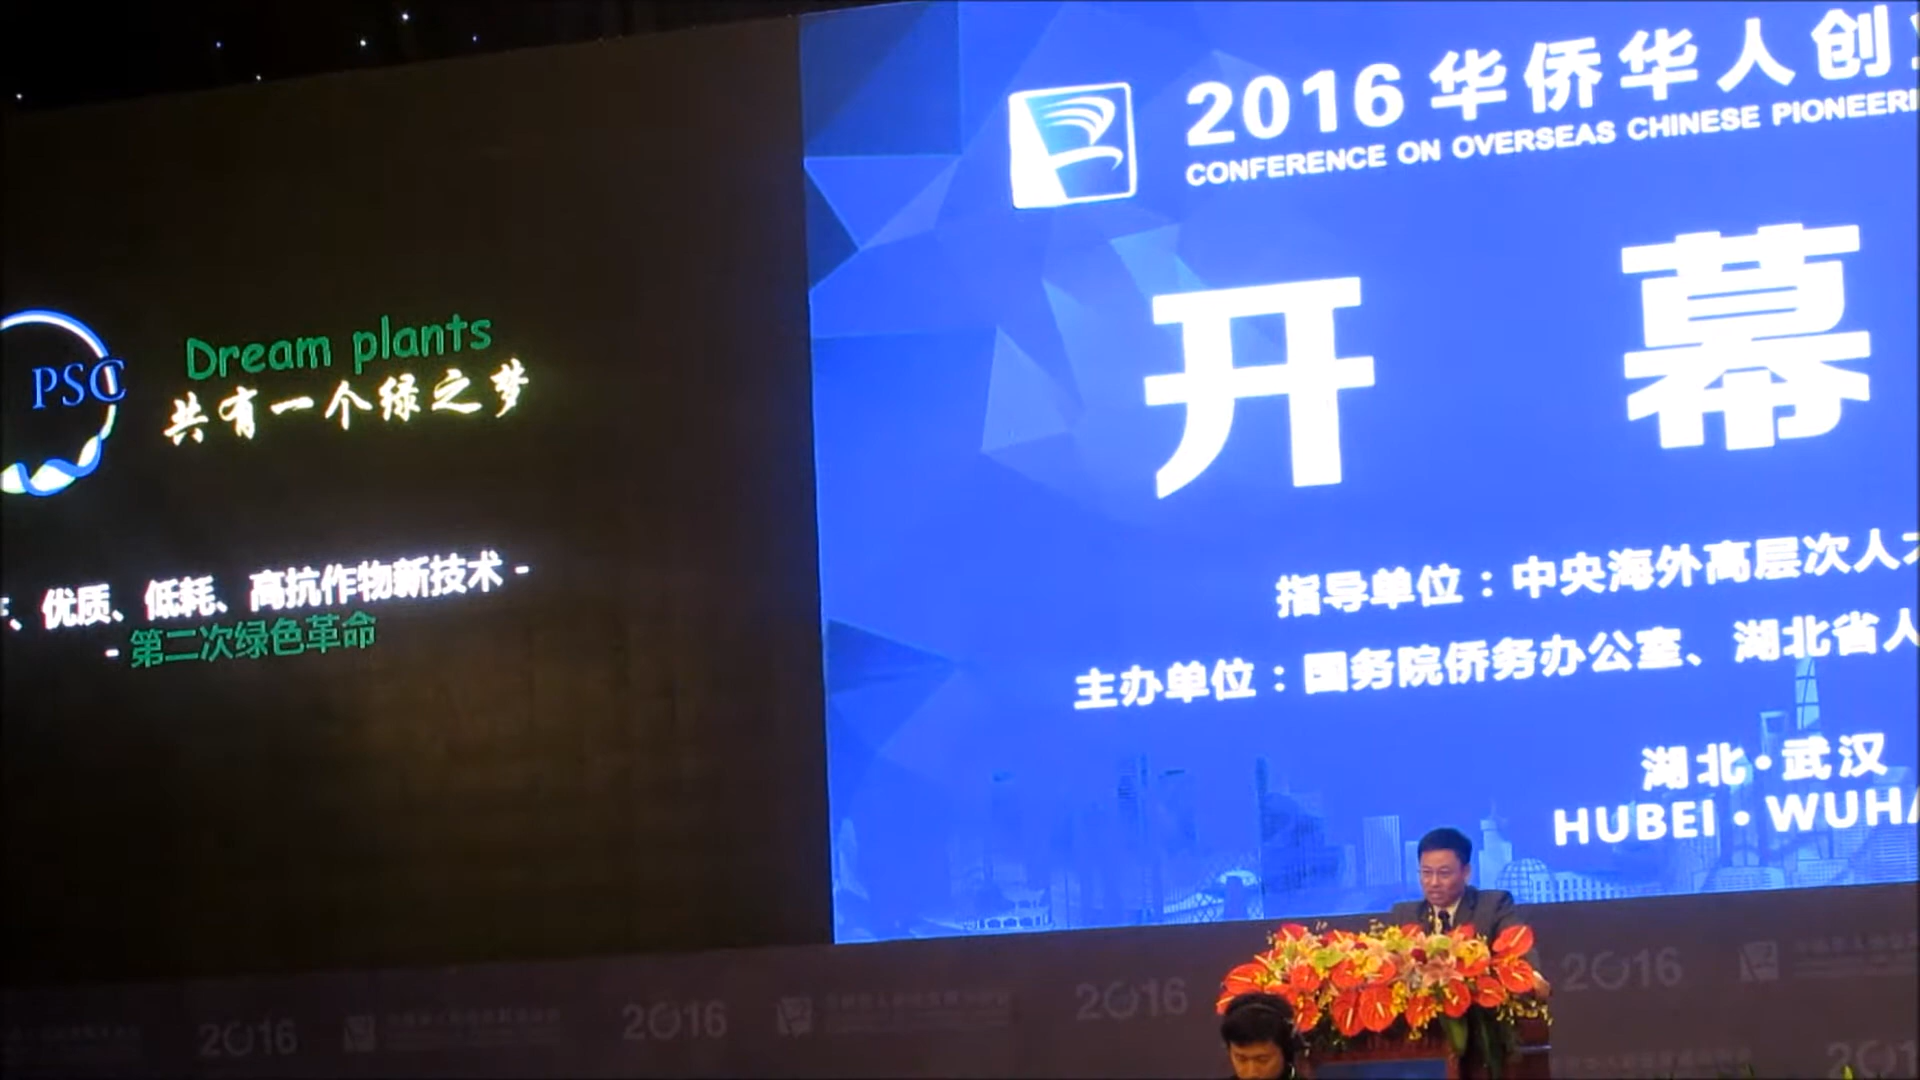 PSC
Dream plants
共有一个绿之梦
、优质、低耗、高抗作物新技术 -
- 第二次绿色革命
2016 华侨华人创
CONFERENCE ON OVERSEAS CHINESE PIONEERI
开 幕
指导单位：中央海外高层次人
主办单位：国务院侨务办公室、湖北省人
湖北·武汉
HUBEI · WUHA
2016
2016
2016
2016